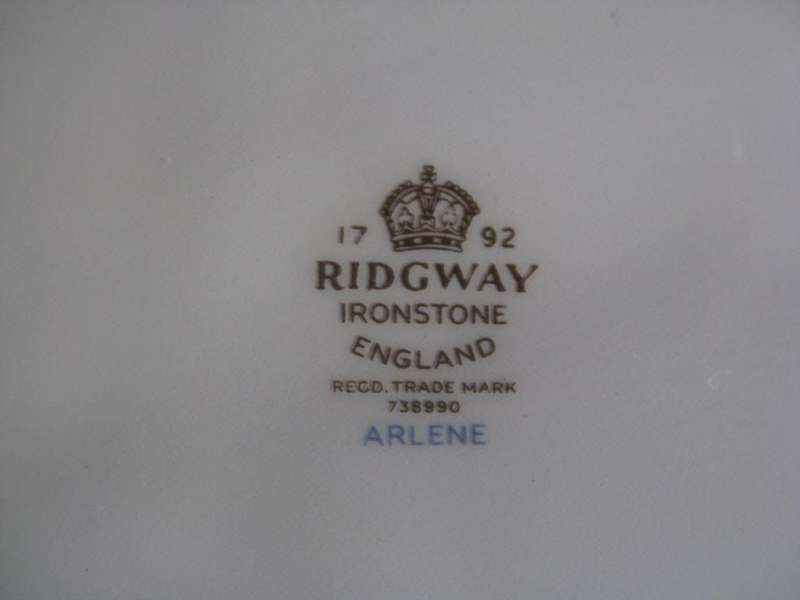 17 92
RIDGWAY
IRONSTONE
ENGLAND
REGD. TRADE MARK
738990
ARLENE